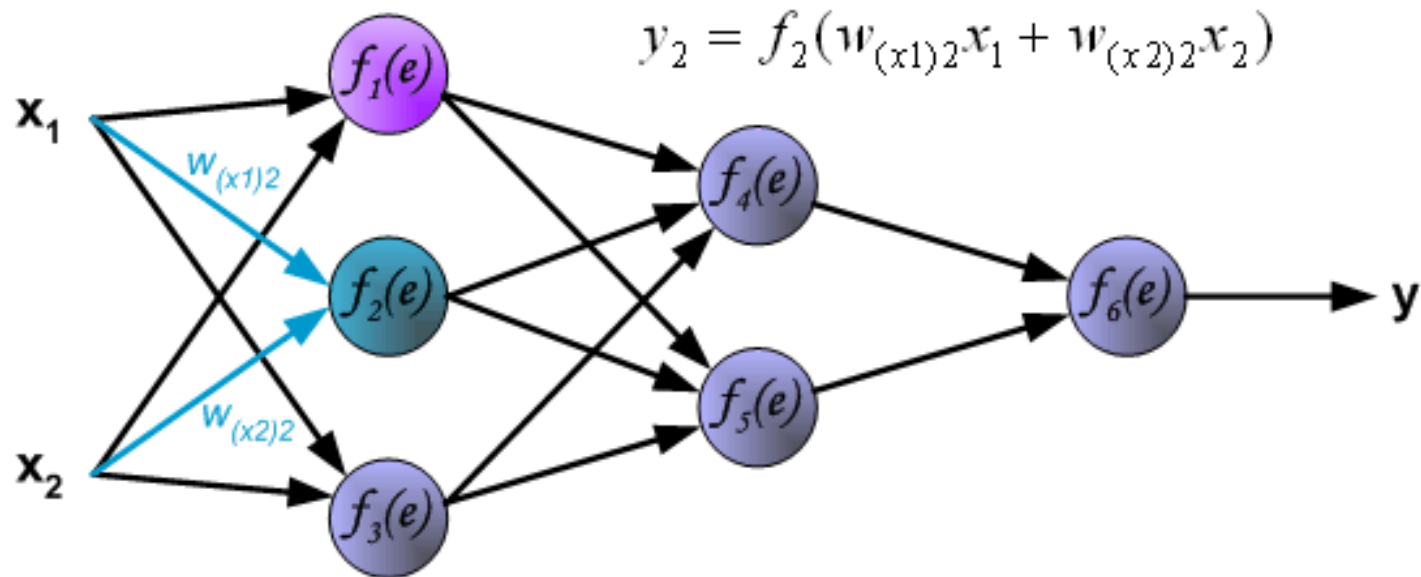 y₂ = f₂(w₍ₓ₁₎₂x₁ + w₍ₓ₂₎₂x₂)
f₁(e)
x₁
w₍ₓ₁₎₂
f₄(e)
f₂(e)
f₆(e)
y
f₅(e)
w₍ₓ₂₎₂
x₂
f₃(e)